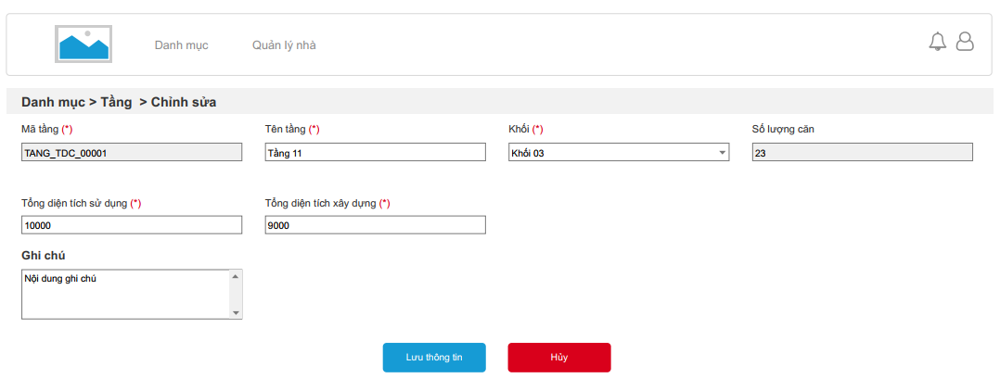 Danh mục Quản lý nhà
Danh mục > Tầng > Chỉnh sửa
Mã tầng (*) Tên tầng (*) Khối (*) Số lượng căn
TANG_TDC_00001 Tầng 11 Khối 03 23
Tổng diện tích sử dụng (*) Tổng diện tích xây dựng (*)
10000 9000
Ghi chú
Nội dung ghi chú
Lưu thông tin Hủy